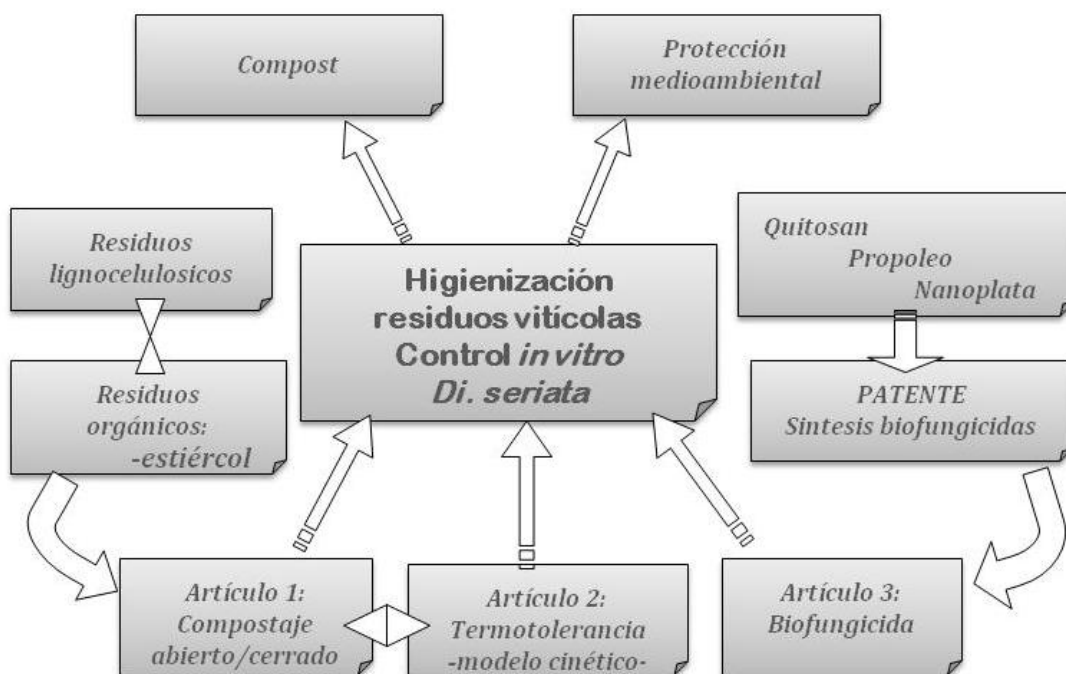 Compost
Protección
medioambiental
Residuos
lignocelulosicos
Higienización
residuos vitícolas
Control in vitro
Di. seriata
Quitosan
Propoleo
Nanoplata
Residuos
orgánicos:
-estiércol
PATENTE
Sintesis biofungicidas
Artículo 1:
Compostaje
abierto/cerrado
Artículo 2:
Termotolerancia
-modelo cinético-
Artículo 3:
Biofungicida